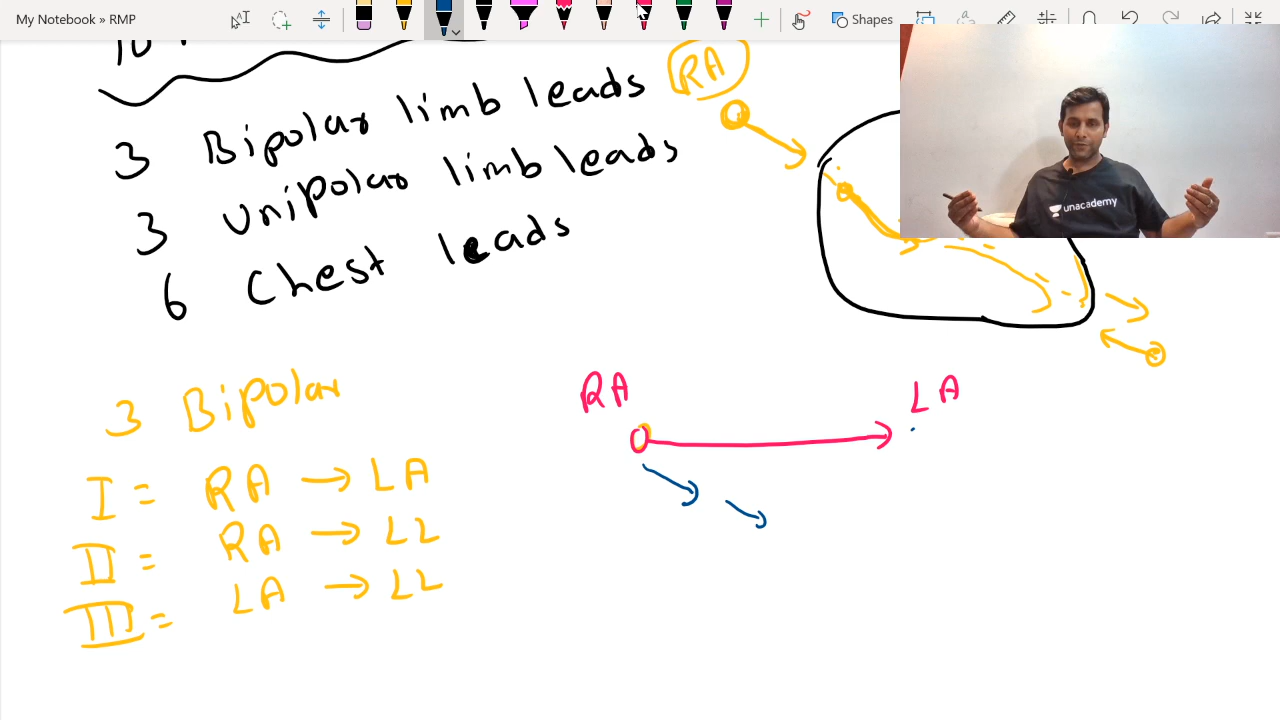 My Notebook » RMP
Shapes
3 Bipolar limb leads
3 unipolar limb leads
6 Chest leads
RA
unacademy
3 Bipolar
I = RA → LA
II = RA → LL
III = LA → LL
RA
LA